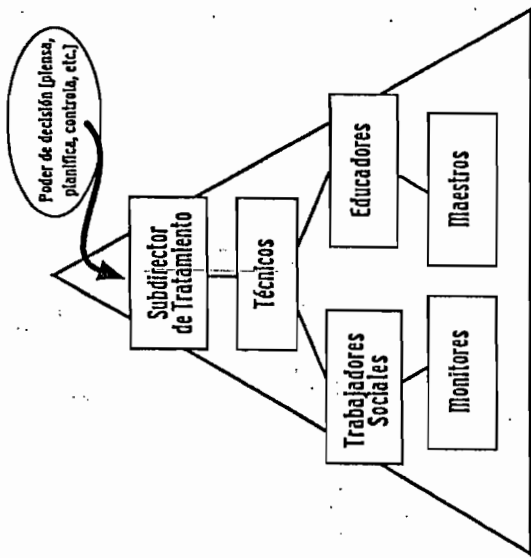 Poder de decisión (piensa,
planifica, controla, etc.)
Subdirector
de Tratamiento
Técnicos
Trabajadores
Sociales
Educadores
Monitores
Maestros